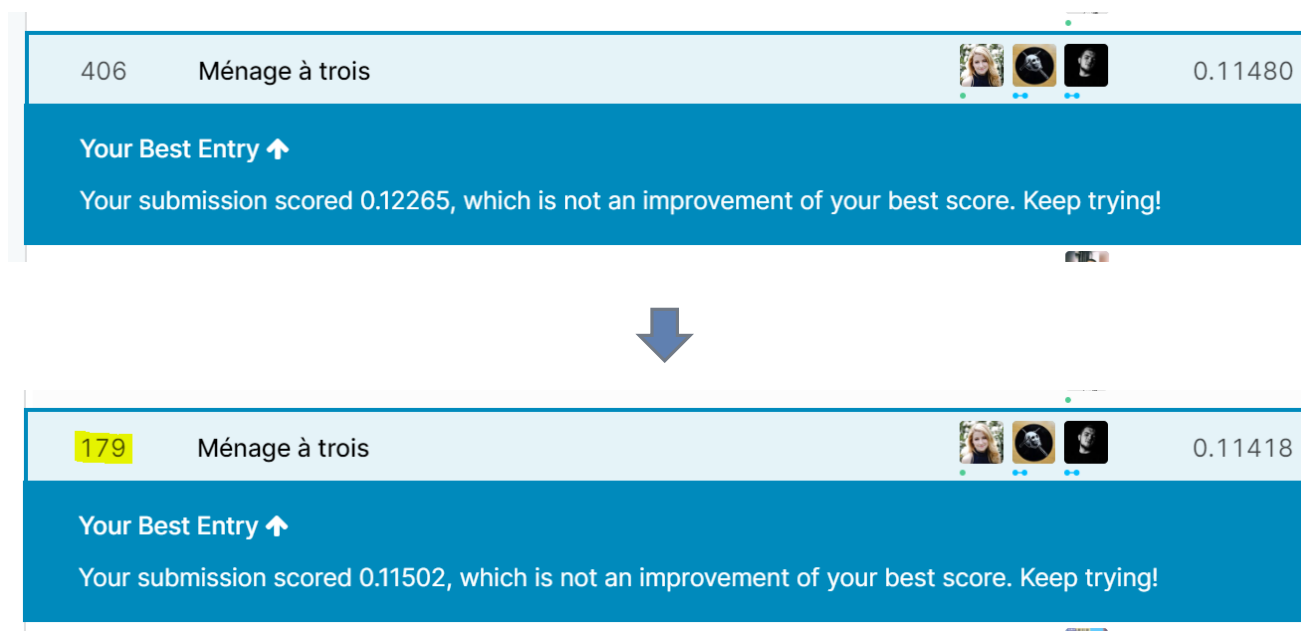 406 Ménage à trois 0.11480
Your Best Entry
Your submission scored 0.12265, which is not an improvement of your best score. Keep trying!
179 Ménage à trois 0.11418
Your Best Entry
Your submission scored 0.11502, which is not an improvement of your best score. Keep trying!